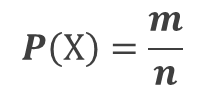 P(X) = m/n